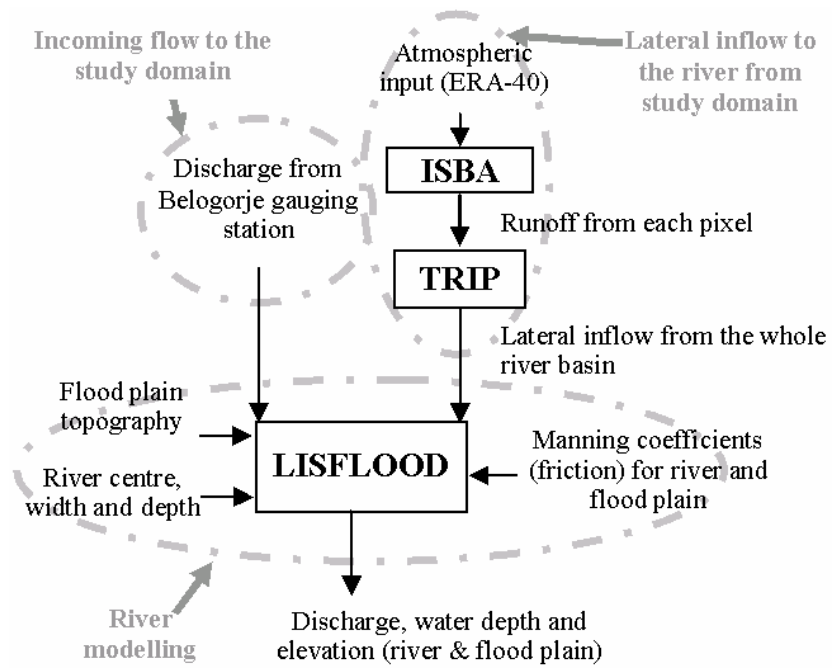 Incoming flow to the
study domain
Atmospheric
input (ERA-40)
Lateral inflow to
the river from
study domain
Discharge from
Belogorje gauging
station
ISBA
Runoff from each pixel
TRIP
Lateral inflow from the whole
river basin
Flood plain
topography
River centre,
width and depth
LISFLOOD
Manning coefficients
(friction) for river and
flood plain
River
modelling
Discharge, water depth and
elevation (river & flood plain)